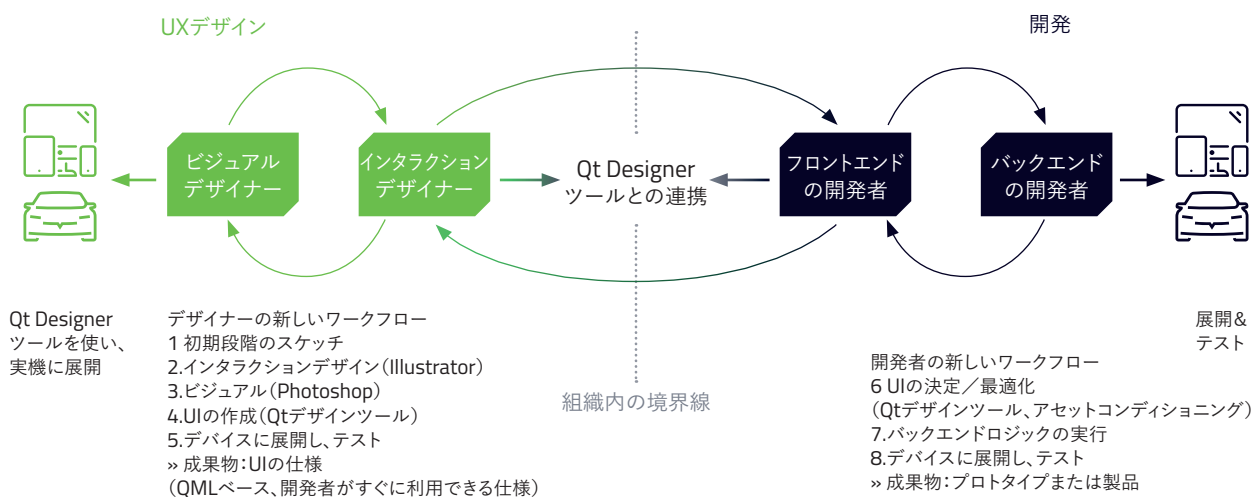 UXデザイン
開発
ビジュアル
デザイナー
インタラクション
デザイナー
Qt Designer
ツールとの連携
フロントエンド
の開発者
バックエンド
の開発者
Qt Designer
ツールを使い、
実機に展開
デザイナーの新しいワークフロー
1 初期段階のスケッチ
2.インタラクションデザイン(Illustrator)
3.ビジュアル(Photoshop)
4.UIの作成(Qtデザインツール)
5.デバイスに展開し、テスト
» 成果物:UIの仕様
(QMLベース、開発者がすぐに利用できる仕様)
組織内の境界線
展開&
テスト
開発者の新しいワークフロー
6 UIの決定/最適化
(Qtデザインツール、アセットコンディショニング)
7.バックエンドロジックの実行
8.デバイスに展開し、テスト
» 成果物:プロトタイプまたは製品